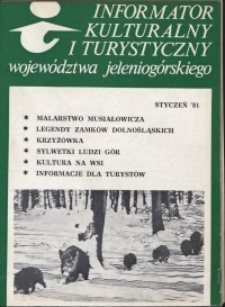 INFORMATOR
KULTURALNY
I TURYSTYCZNY
województwa jeleniogórskiego
STYCZEŃ '81
* MALARSTWO MUSIAŁOWICZA
* LEGENDY ZAMKÓW DOLNOŚLĄSKICH
* KRZYŻÓWKA
* SYLWETKI LUDZI GÓR
* KULTURA NA WSI
* INFORMACJE DLA TURYSTÓW